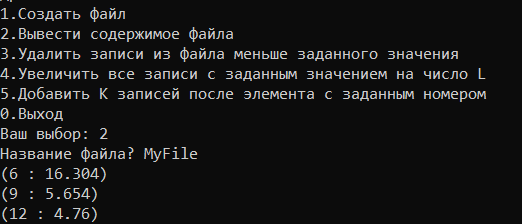 1.Создать файл
2.Вывести содержимое файла
3.Удалить записи из файла меньше заданного значения
4.Увеличить все записи с заданным значением на число L
5.Добавить K записей после элемента с заданным номером
0.Выход
Ваш выбор: 2
Название файла? MyFile
(6 : 16.304)
(9 : 5.654)
(12 : 4.76)